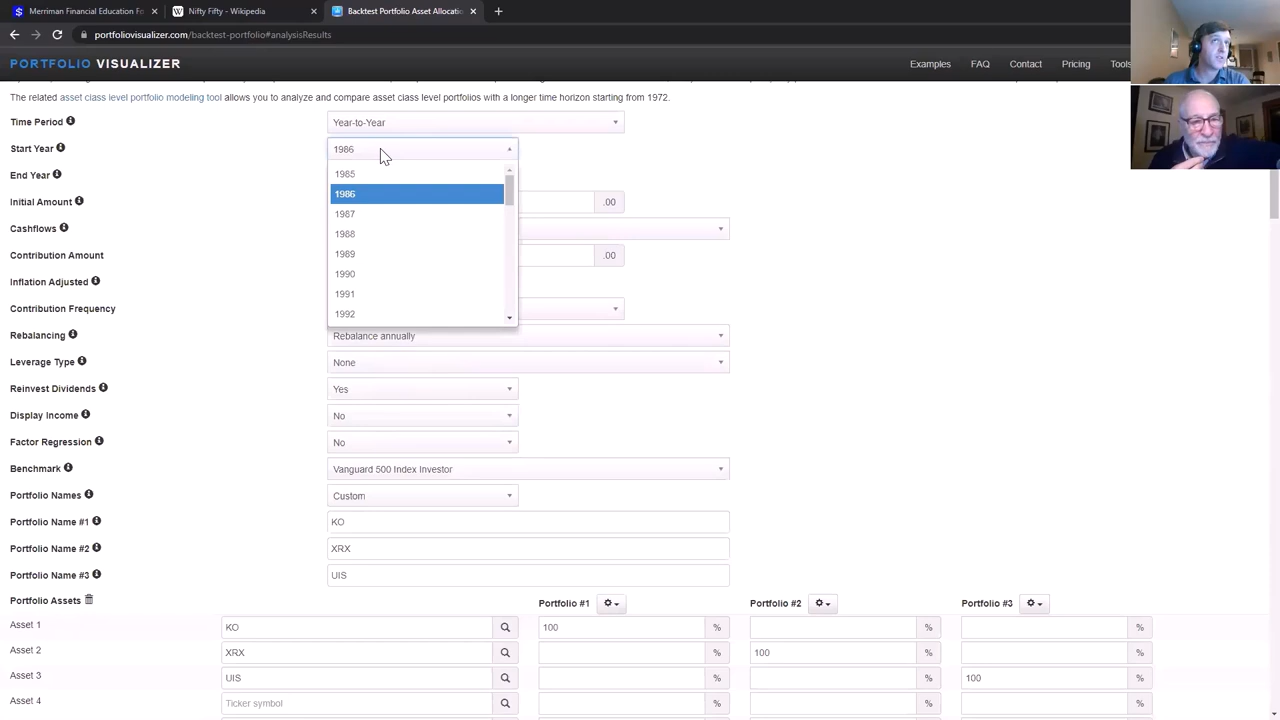 Merriman Financial Education Fo
Nifty Fifty - Wikipedia
Backtest Portfolio Asset Allocatio
portfoliovisualizer.com/backtest-portfolio#analysisResults
PORTFOLIO VISUALIZER
Examples
FAQ
Contact
Pricing
Tools
The related asset class level portfolio modeling tool allows you to analyze and compare asset class level portfolios with a longer time horizon starting from 1972.
Time Period
Year-to-Year
Start Year
1986
1985
1986
1987
1988
1989
1990
1991
1992
End Year
Initial Amount
.00
Cashflows
Contribution Amount
.00
Inflation Adjusted
Contribution Frequency
Rebalancing
Rebalance annually
Leverage Type
None
Reinvest Dividends
Yes
Display Income
No
Factor Regression
No
Benchmark
Vanguard 500 Index Investor
Portfolio Names
Custom
Portfolio Name #1
KO
Portfolio Name #2
XRX
Portfolio Name #3
UIS
Portfolio Assets
Portfolio #1
Portfolio #2
Portfolio #3
Asset 1
KO
100 %
%
%
Asset 2
XRX
%
100 %
%
Asset 3
UIS
%
%
100 %
Asset 4
Ticker symbol
%
%
%